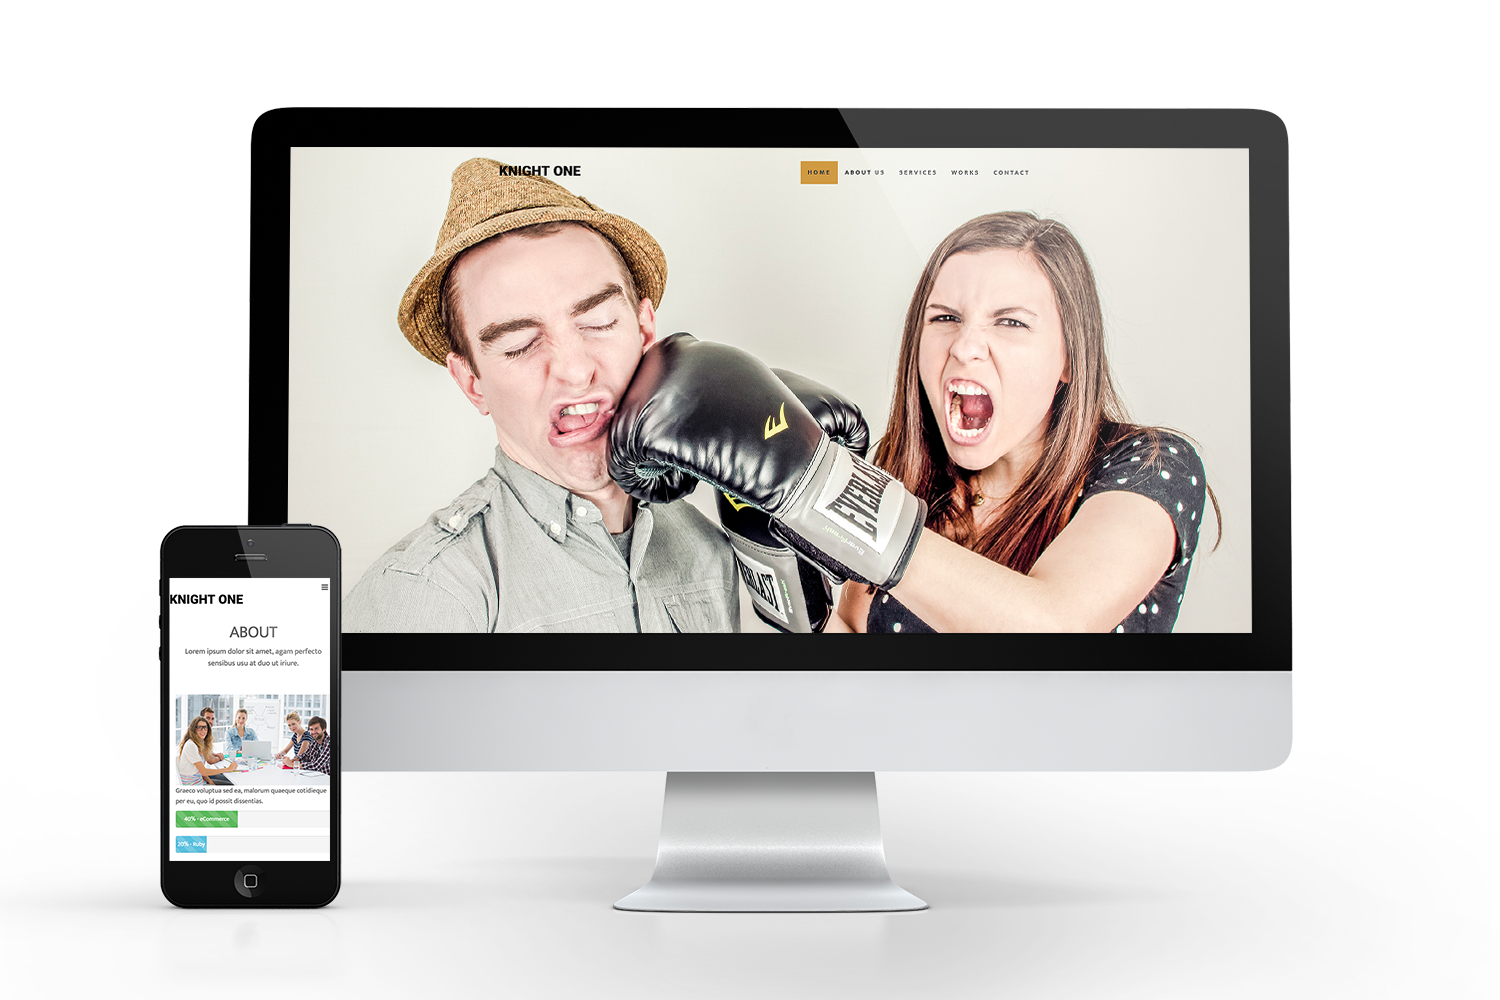 KNIGHT ONE
HOME ABOUT US SERVICES WORKS CONTACT
E
EVERLAST
EverFresh
EVERLAST
KNIGHT ONE
ABOUT
Lorem ipsum dolor sit amet, agam perfecto
sensibus usu at duo ut iriure.
Graeco voluptua sed ea, malorum quaeque cotidieque
per eu, quo id possit dissentias.
40% - eCommerce
20% - Ruby